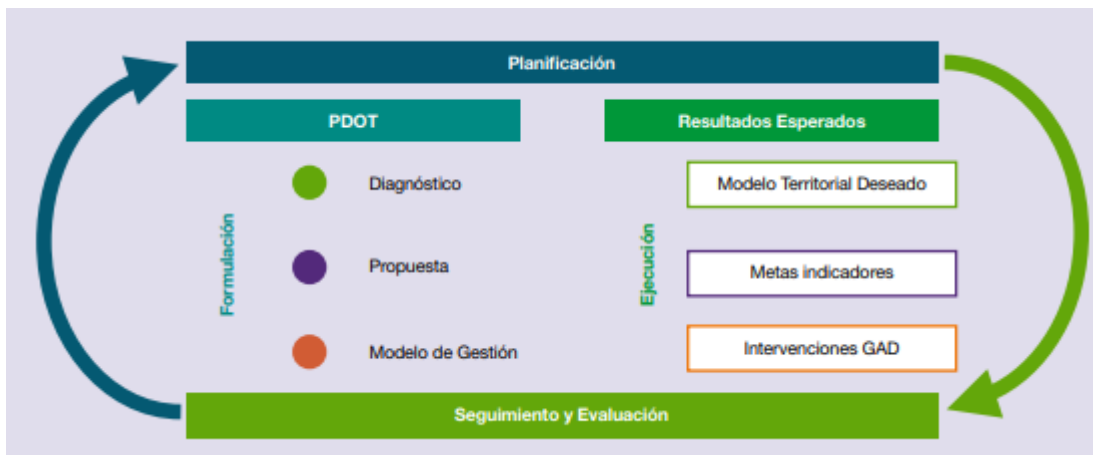 Planificación
PDOT
Resultados Esperados
Formulación
Diagnóstico
Propuesta
Modelo de Gestión
Ejecución
Modelo Territorial Deseado
Metas indicadores
Intervenciones GAD
Seguimiento y Evaluación